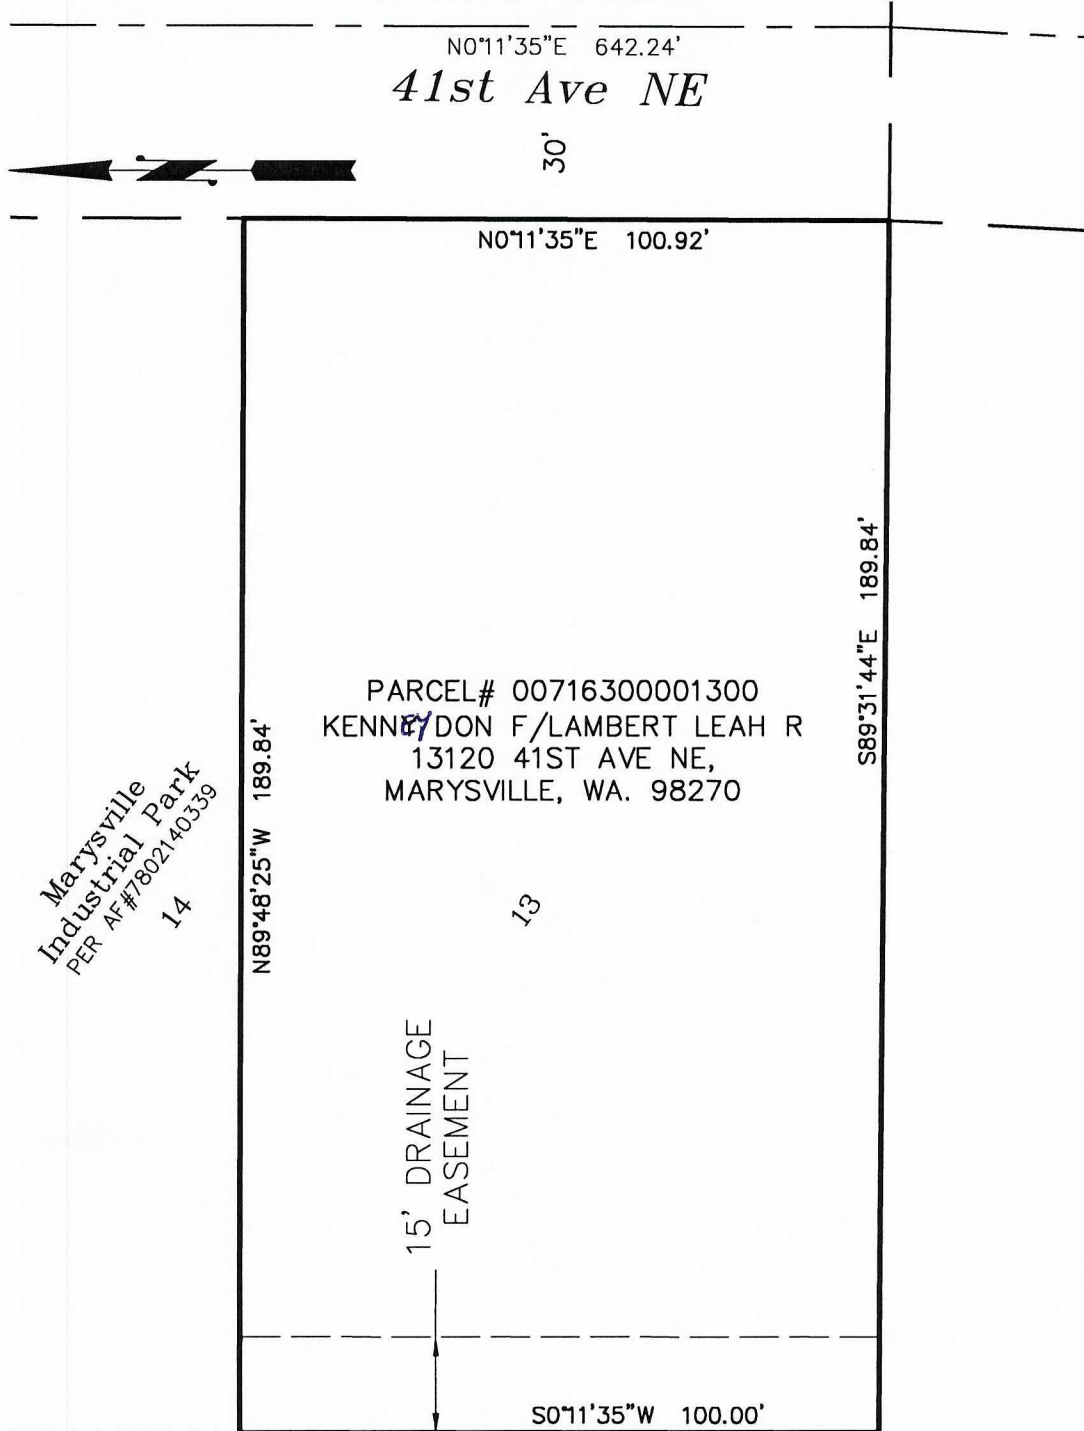 N0°11'35"E 642.24'
41st Ave NE
30'
N0°11'35"E 100.92'
S89°31'44"E 189.84'
PARCEL# 00716300001300
KENNEY DON F/LAMBERT LEAH R
13120 41ST AVE NE,
MARYSVILLE, WA. 98270
N89°48'25"W 189.84'
Marysville
Industrial Park
PER AF#7802140339
14
13
15' DRAINAGE
EASEMENT
S0°11'35"W 100.00'